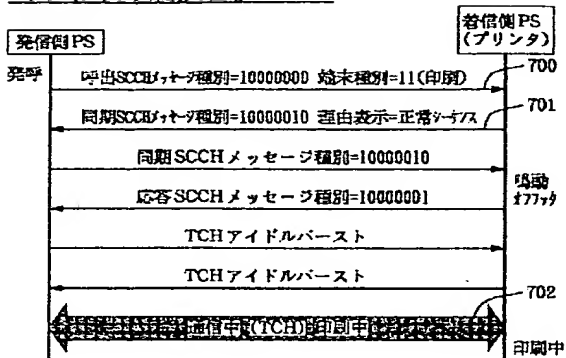 発信側PS
着信側PS
(プリンタ)
発呼
呼出SCCHメッセージ種別=10000000 端末種別=11(印刷)
700
同期SCCHメッセージ種別=10000010 理由表示=正常シーケンス
701
同期SCCHメッセージ種別=10000010
鳴動
オフフック
応答SCCHメッセージ種別=10000001
TCHアイドルバースト
TCHアイドルバースト
702
通信中(TCH)印刷中
印刷中